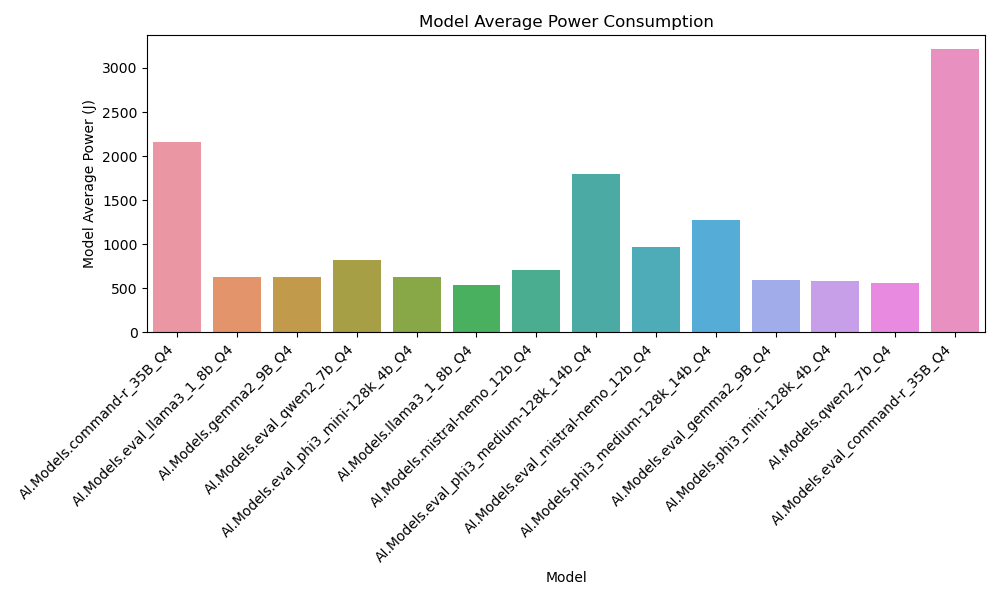 Model Average Power Consumption
Model Average Power (J)
3000
2500
2000
1500
1000
500
0
AI.Models.command-r_35B_Q4
AI.Models.eval_llama3_1_8b_Q4
AI.Models.gemma2_9B_Q4
AI.Models.eval_qwen2_7b_Q4
AI.Models.eval_phi3_mini-128k_4b_Q4
AI.Models.llama3_1_8b_Q4
AI.Models.mistral-nemo_12b_Q4
AI.Models.eval_phi3_medium-128k_14b_Q4
AI.Models.eval_mistral-nemo_12b_Q4
AI.Models.phi3_medium-128k_14b_Q4
AI.Models.eval_gemma2_9B_Q4
AI.Models.phi3_mini-128k_4b_Q4
AI.Models.qwen2_7b_Q4
AI.Models.eval_command-r_35B_Q4
Model